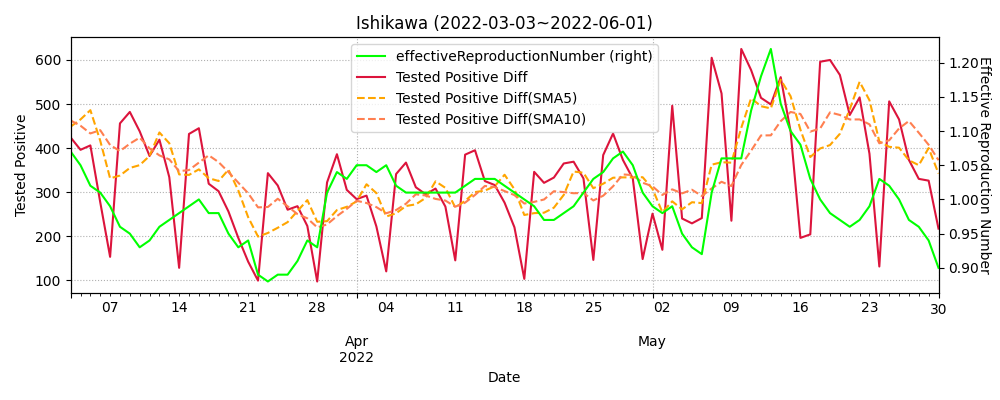 Ishikawa (2022-03-03~2022-06-01)
effectiveReproductionNumber (right)
Tested Positive Diff
Tested Positive Diff(SMA5)
Tested Positive Diff(SMA10)
Tested Positive
600
500
400
300
200
100
1.20
1.15
1.10
1.05
1.00
0.95
0.90
Effective Reproduction Number
07 14 21 28 04 11 18 25 02 09 16 23 30
Apr May
2022
Date